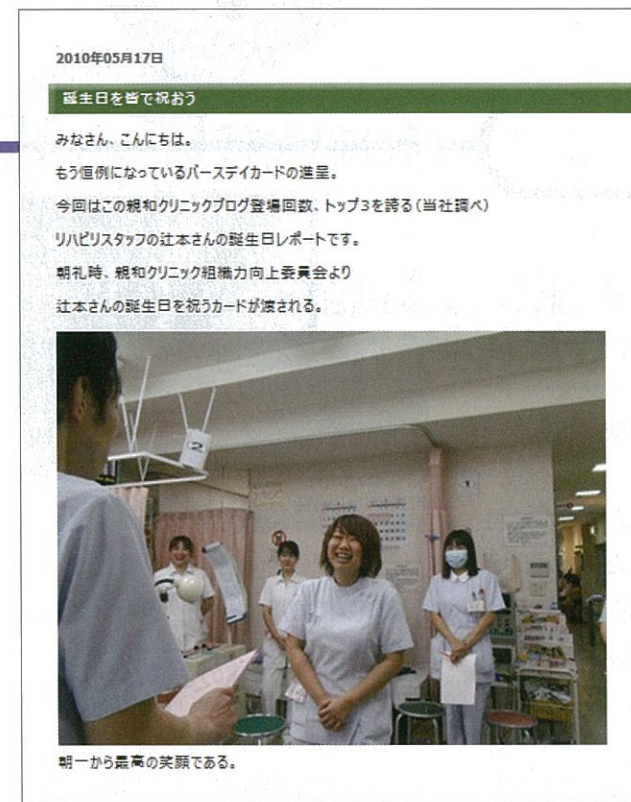 2010年05月17日
誕生日を皆で祝おう
みなさん、こんにちは。
もう恒例になっているバースデイカードの進呈。
今回はこの親和クリニックブログ登場回数、トップ3を誇る（当社調べ）
リハビリスタッフの辻本さんの誕生日レポートです。
朝礼時、親和クリニック組織力向上委員会より
辻本さんの誕生日を祝うカードが渡される。
2
1
朝一から最高の笑顔である。